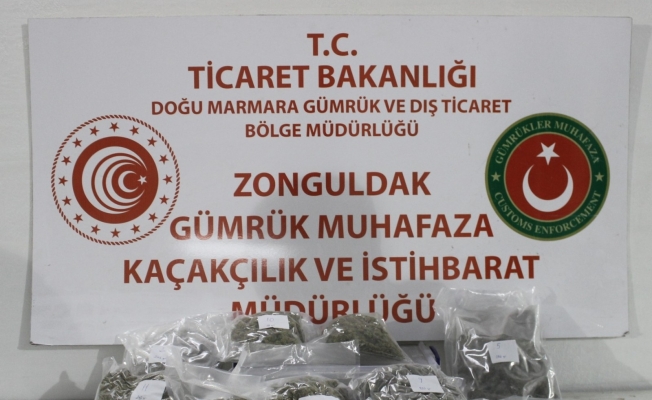 T.C.
TİCARET BAKANLIĞI
DOĞU MARMARA GÜMRÜK VE DIŞ TİCARET
BÖLGE MÜDÜRLÜĞÜ
ZONGULDAK
GÜMRÜK MUHAFAZA
KAÇAKÇILIK VE İSTİHBARAT
MÜDÜRLÜĞÜ
GÜMRÜKLER MUHAFAZA
CUSTOMS ENFORCEMENT